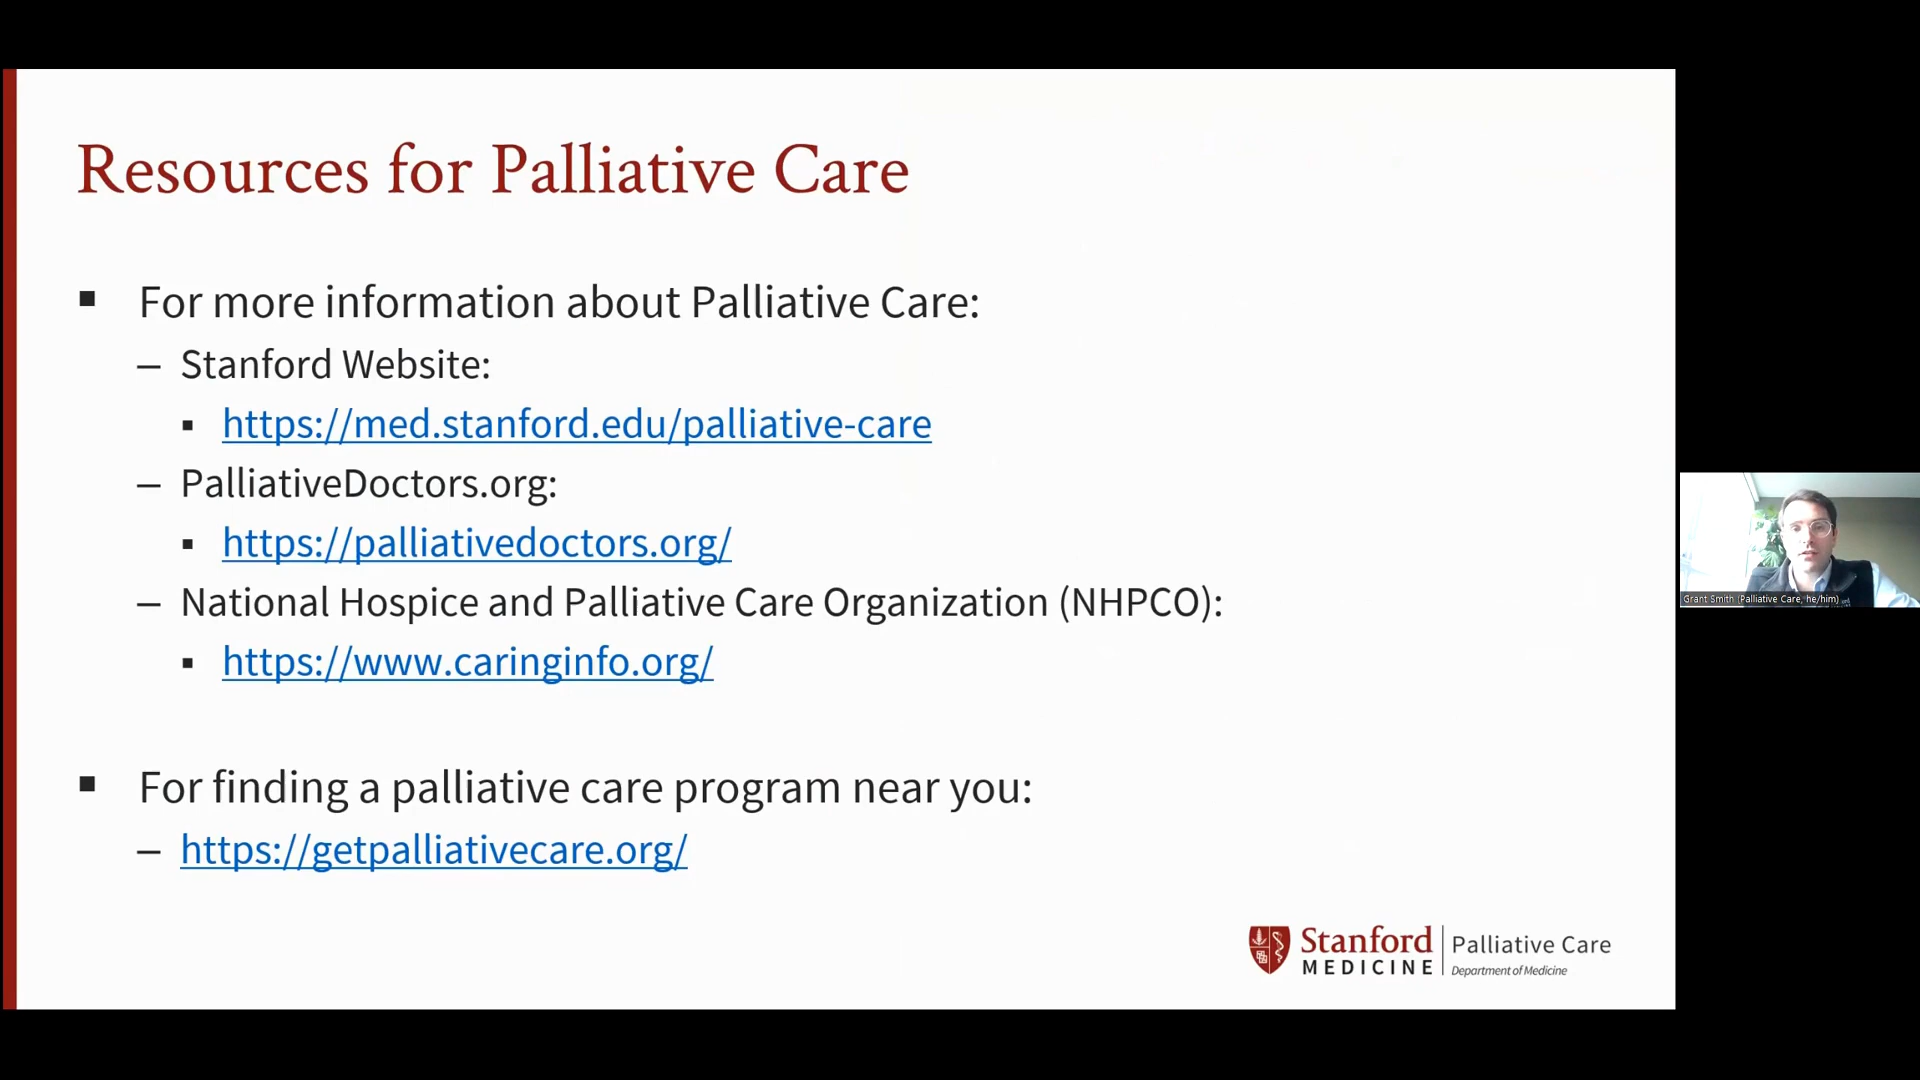 Resources for Palliative Care
▪ For more information about Palliative Care:
– Stanford Website:
▪ https://med.stanford.edu/palliative-care
– PalliativeDoctors.org:
▪ https://palliativedoctors.org/
– National Hospice and Palliative Care Organization (NHPCO):
▪ https://www.caringinfo.org/
▪ For finding a palliative care program near you:
– https://getpalliativecare.org/
Stanford MEDICINE
Palliative Care
Department of Medicine
Grant Smith (Palliative Care, he/him)